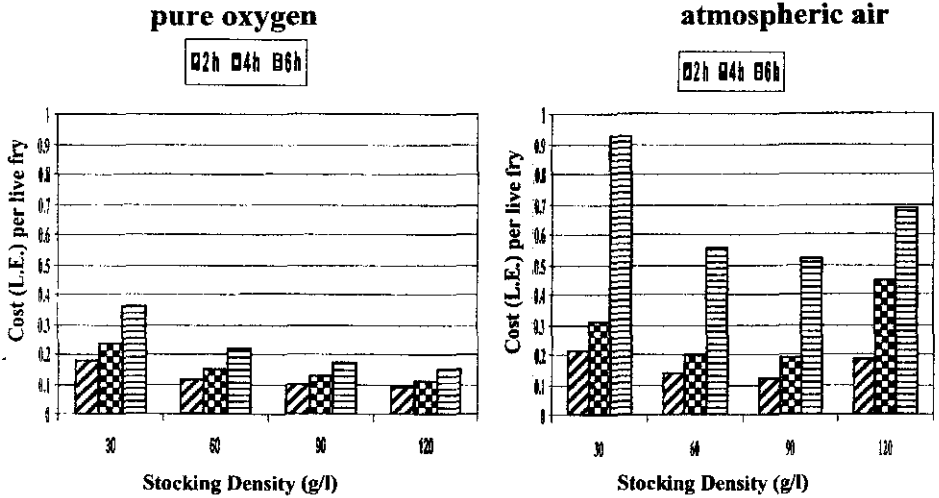 pure oxygen
2h 4h 6h
Cost (L.E.) per live fry
1
0.9
0.8
0.7
0.6
0.5
0.4
0.3
0.2
0.1
0
30 60 90 120
Stocking Density (g/l)
atmospheric air
2h 4h 6h
Cost (L.E.) per live fry
1
0.9
0.8
0.7
0.6
0.5
0.4
0.3
0.2
0.1
0
30 60 90 120
Stocking Density (g/l)